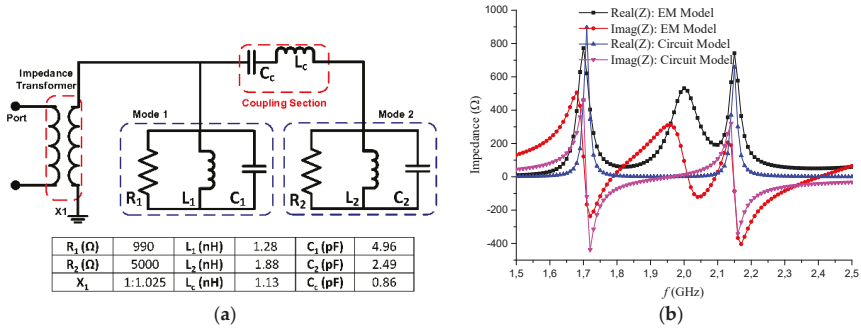 Impedance
Transformer
Port
X1
C_c
L_c
Coupling Section
Mode 1
Mode 2
R₁
L₁
C₁
R₂
L₂
C₂
R₁ (Ω) 990 L₁ (nH) 1.28 C₁ (pF) 4.96
R₂ (Ω) 5000 L₂ (nH) 1.88 C₂ (pF) 2.49
X₁ 1:1.025 L_c (nH) 1.13 C_c (pF) 0.86
(a)
Real(Z): EM Model
Imag(Z): EM Model
Real(Z): Circuit Model
Imag(Z): Circuit Model
Impedance (Ω)
1000
800
600
400
200
0
-200
-400
1,5 1,6 1,7 1,8 1,9 2,0 2,1 2,2 2,3 2,4 2,5
f (GHz)
(b)